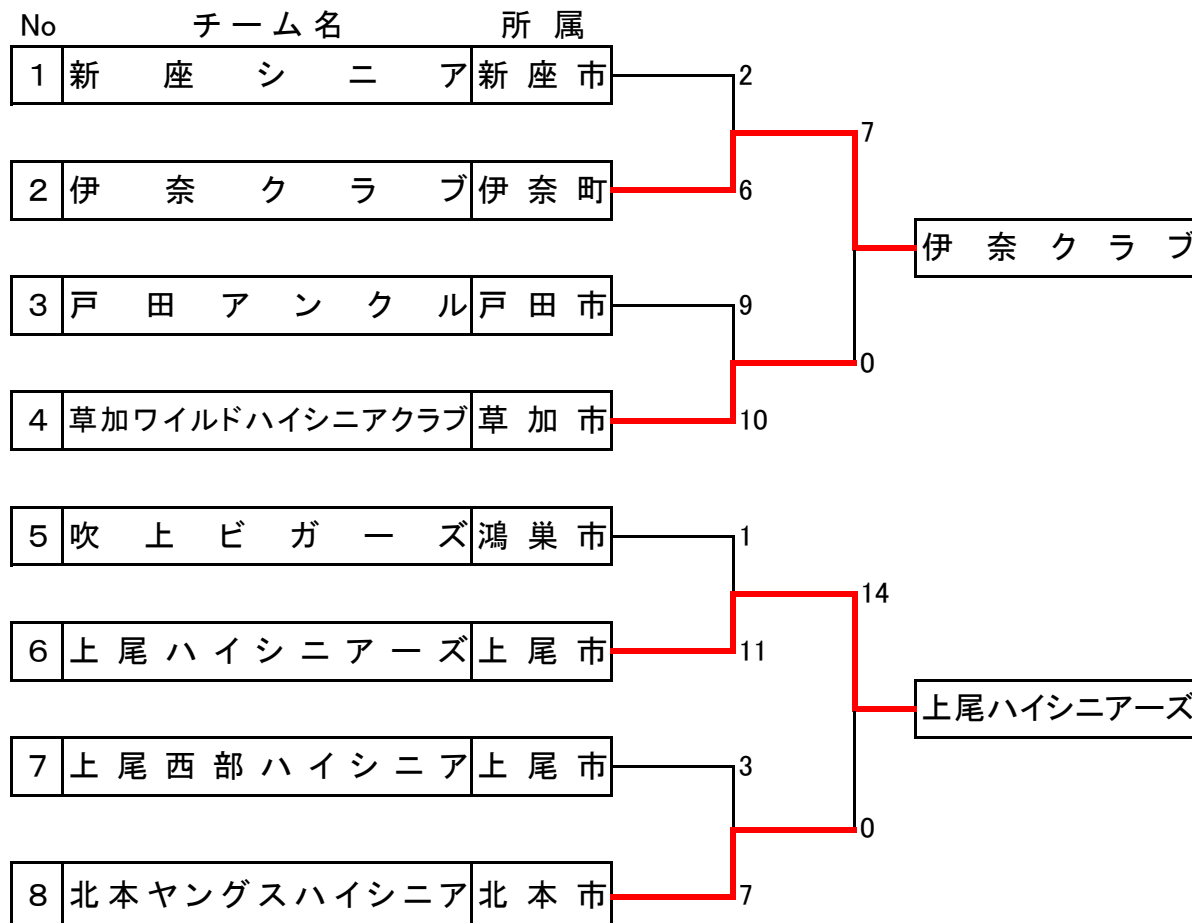 No チーム名 所属
1 新座シニア 新座市 2
7
2 伊奈クラブ 伊奈町 6
伊奈クラブ
3 戸田アンクル 戸田市 9
0
4 草加ワイルドハイシニアクラブ 草加市 10
5 吹上ビガーズ 鴻巣市 1
14
6 上尾ハイシニアーズ 上尾市 11
上尾ハイシニアーズ
7 上尾西部ハイシニア 上尾市 3
0
8 北本ヤングスハイシニア 北本市 7